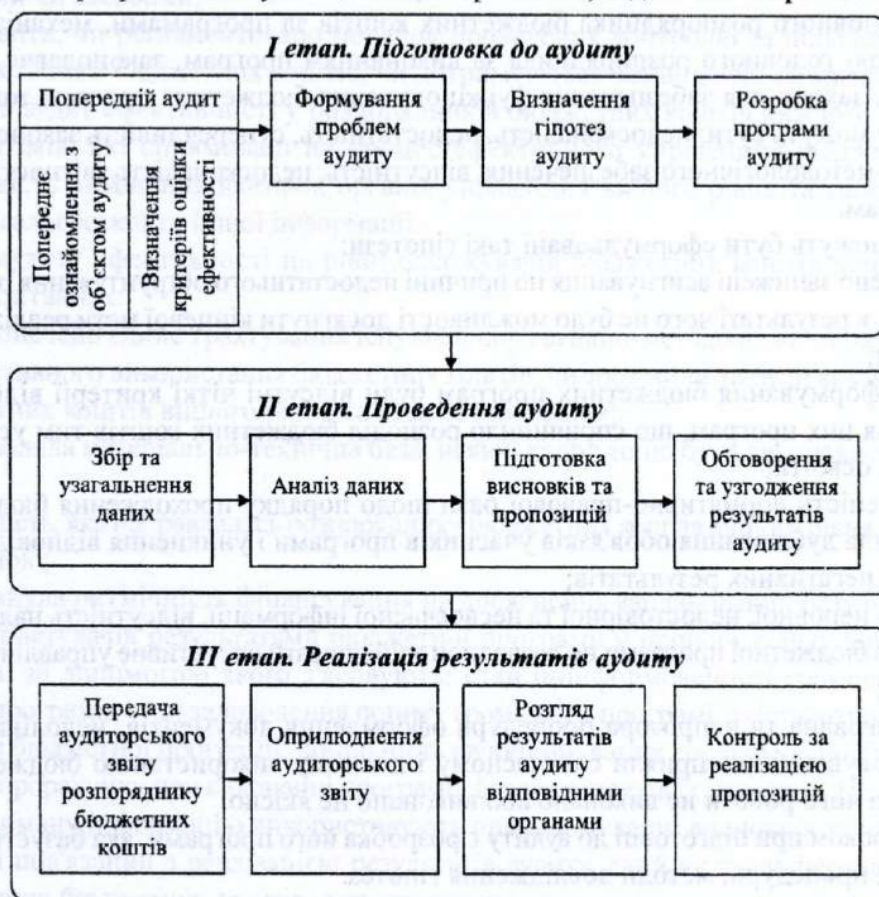 I етап. Підготовка до аудиту
Попередній аудит
Попереднє
ознайомлення з
об'єктом аудиту
Визначення
критеріїв оцінки
ефективності
Формування
проблем
аудиту
Визначення
гіпотез
аудиту
Розробка
програми
аудиту
II етап. Проведення аудиту
Збір та
узагальнення
даних
Аналіз даних
Підготовка
висновків та
пропозицій
Обговорення
та узгодження
результатів
аудиту
III етап. Реалізація результатів аудиту
Передача
аудиторського
звіту
розпоряднику
бюджетних
коштів
Оприлюднення
аудиторського
звіту
Розгляд
результатів
аудиту
відповідними
органами
Контроль за
реалізацією
пропозицій